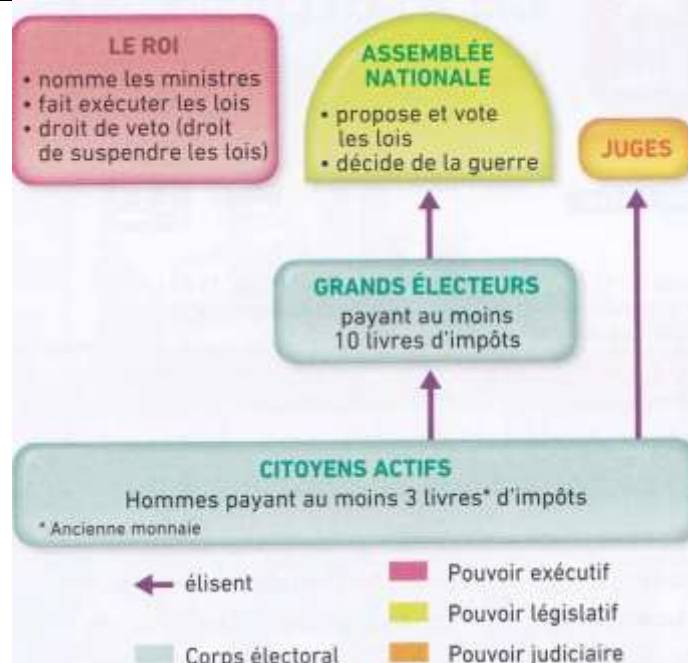 LE ROI
• nomme les ministres
• fait exécuter les lois
• droit de veto (droit
de suspendre les lois)
ASSEMBLÉE
NATIONALE
• propose et vote
les lois
• décide de la guerre
JUGES
GRANDS ÉLECTEURS
payant au moins
10 livres d'impôts
CITOYENS ACTIFS
Hommes payant au moins 3 livres* d'impôts
* Ancienne monnaie
élisent
Corps électoral
Pouvoir exécutif
Pouvoir législatif
Pouvoir judiciaire